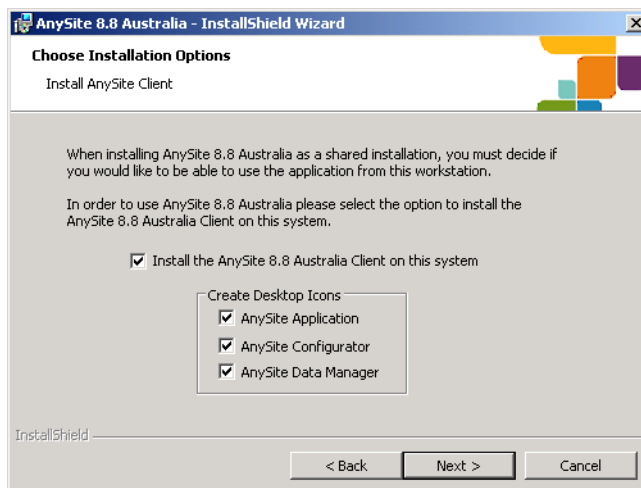 AnySite 8.8 Australia - InstallShield Wizard
Choose Installation Options
Install AnySite Client
When installing AnySite 8.8 Australia as a shared installation, you must decide if
you would like to be able to use the application from this workstation.
In order to use AnySite 8.8 Australia please select the option to install the
AnySite 8.8 Australia Client on this system.
Install the AnySite 8.8 Australia Client on this system
Create Desktop Icons
AnySite Application
AnySite Configurator
AnySite Data Manager
InstallShield
< Back Next > Cancel